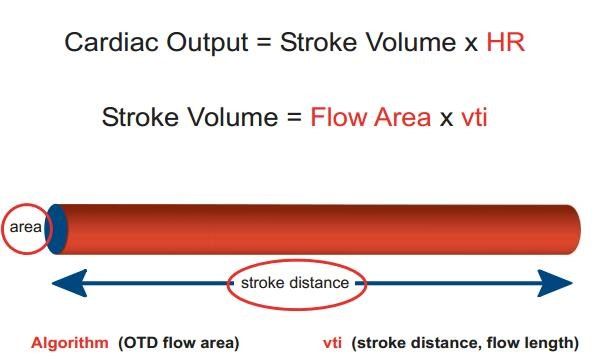 Cardiac Output = Stroke Volume x HR
Stroke Volume = Flow Area x vti
area
stroke distance
Algorithm (OTD flow area) vti (stroke distance, flow length)